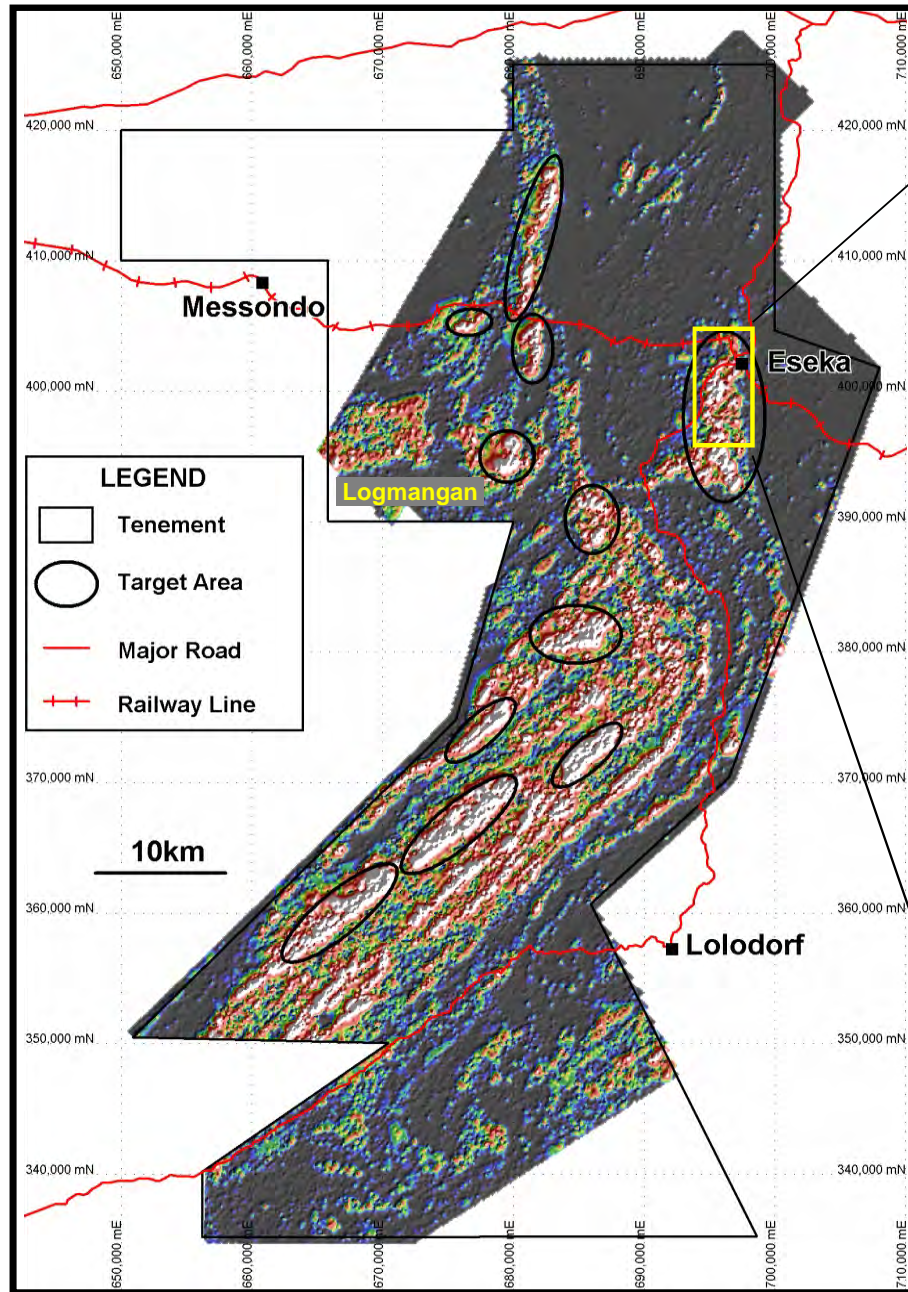 650,000 mE
660,000 mE
670,000 mE
680,000 mE
690,000 mE
700,000 mE
710,000 mE
420,000 mN
420,000 mN
410,000 mN
410,000 mN
Messondo
Eseka
400,000 mN
400,000 mN
LEGEND
Tenement
Target Area
Major Road
Railway Line
Logmangan
390,000 mN
380,000 mN
370,000 mN
10km
360,000 mN
360,000 mN
Lolodorf
350,000 mN
350,000 mN
340,000 mN
340,000 mN
650,000 mE
660,000 mE
670,000 mE
680,000 mE
690,000 mE
700,000 mE
710,000 mE